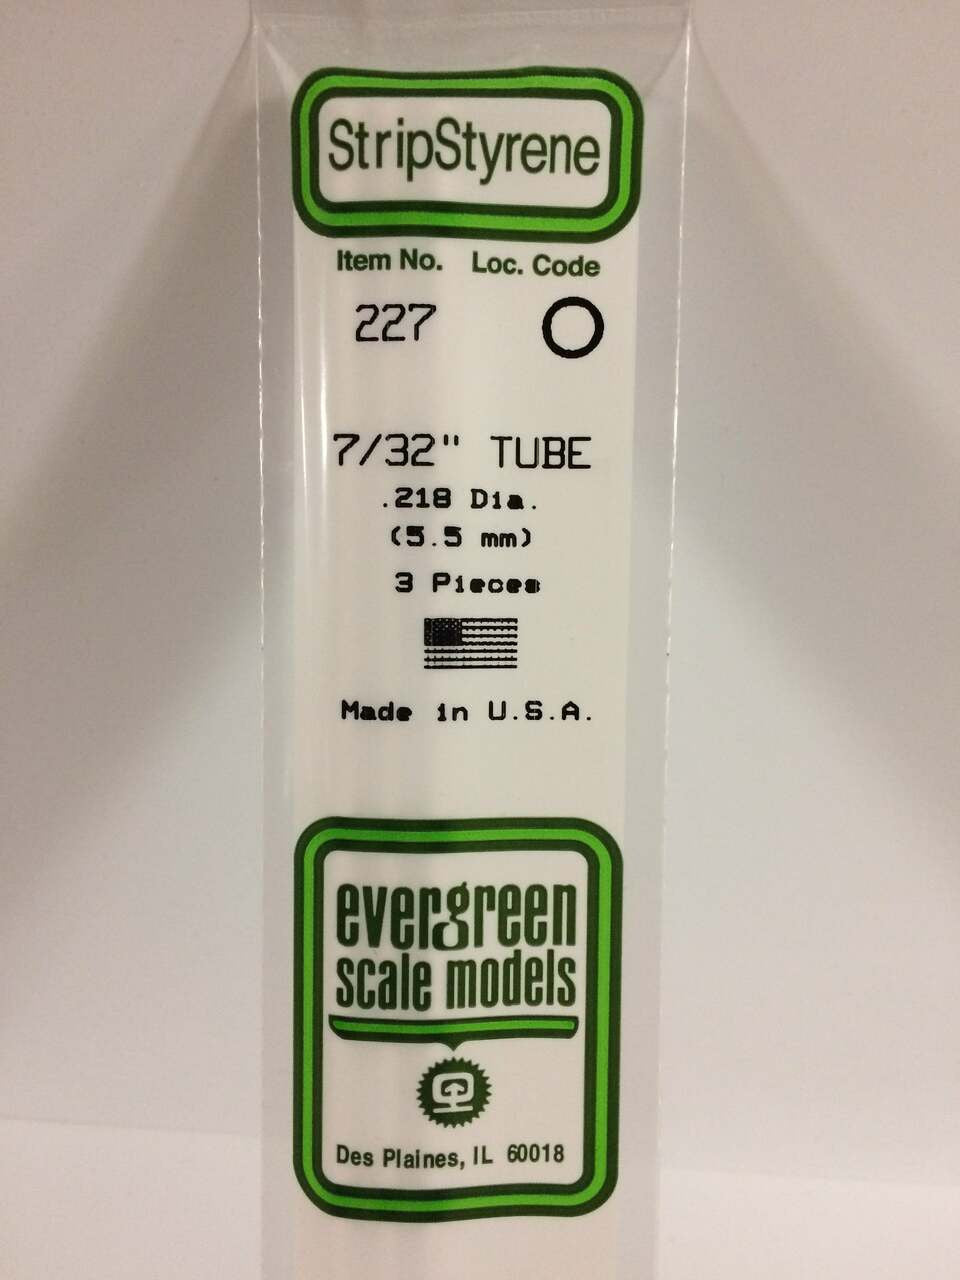 StripStyrene
Item No. Loc. Code
227
7/32" TUBE
.218 Dia.
(5.5 mm)
3 Pieces
Made in U.S.A.
evergreen
scale models
Des Plaines, IL 60018